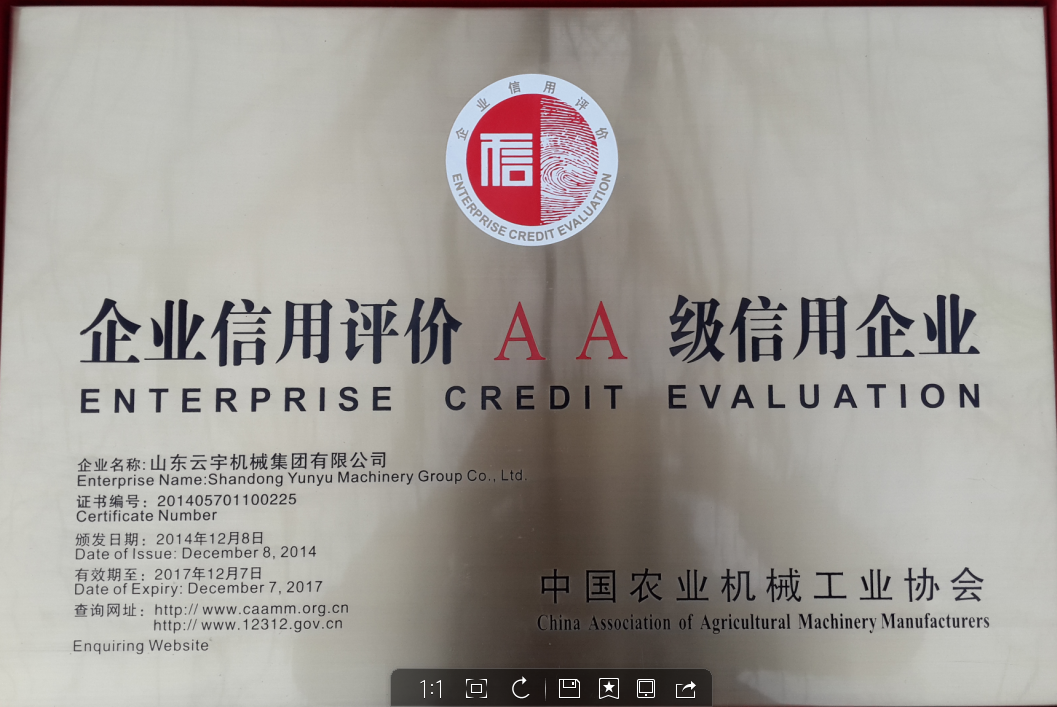 企业信用评价
信
ENTERPRISE CREDIT EVALUATION
企业信用评价 A A 级信用企业
ENTERPRISE CREDIT EVALUATION
企业名称:山东云宇机械集团有限公司
Enterprise Name:Shandong Yunyu Machinery Group Co., Ltd.
证书编号：201405701100225
Certificate Number
颁发日期：2014年12月8日
Date of Issue: December 8, 2014
有效期至：2017年12月7日
Date of Expiry: December 7, 2017
查询网址：http:// www.caamm.org.cn
http:// www.12312.gov.cn
Enquiring Website
中国农业机械工业协会
China Association of Agricultural Machinery Manufacturers
1:1